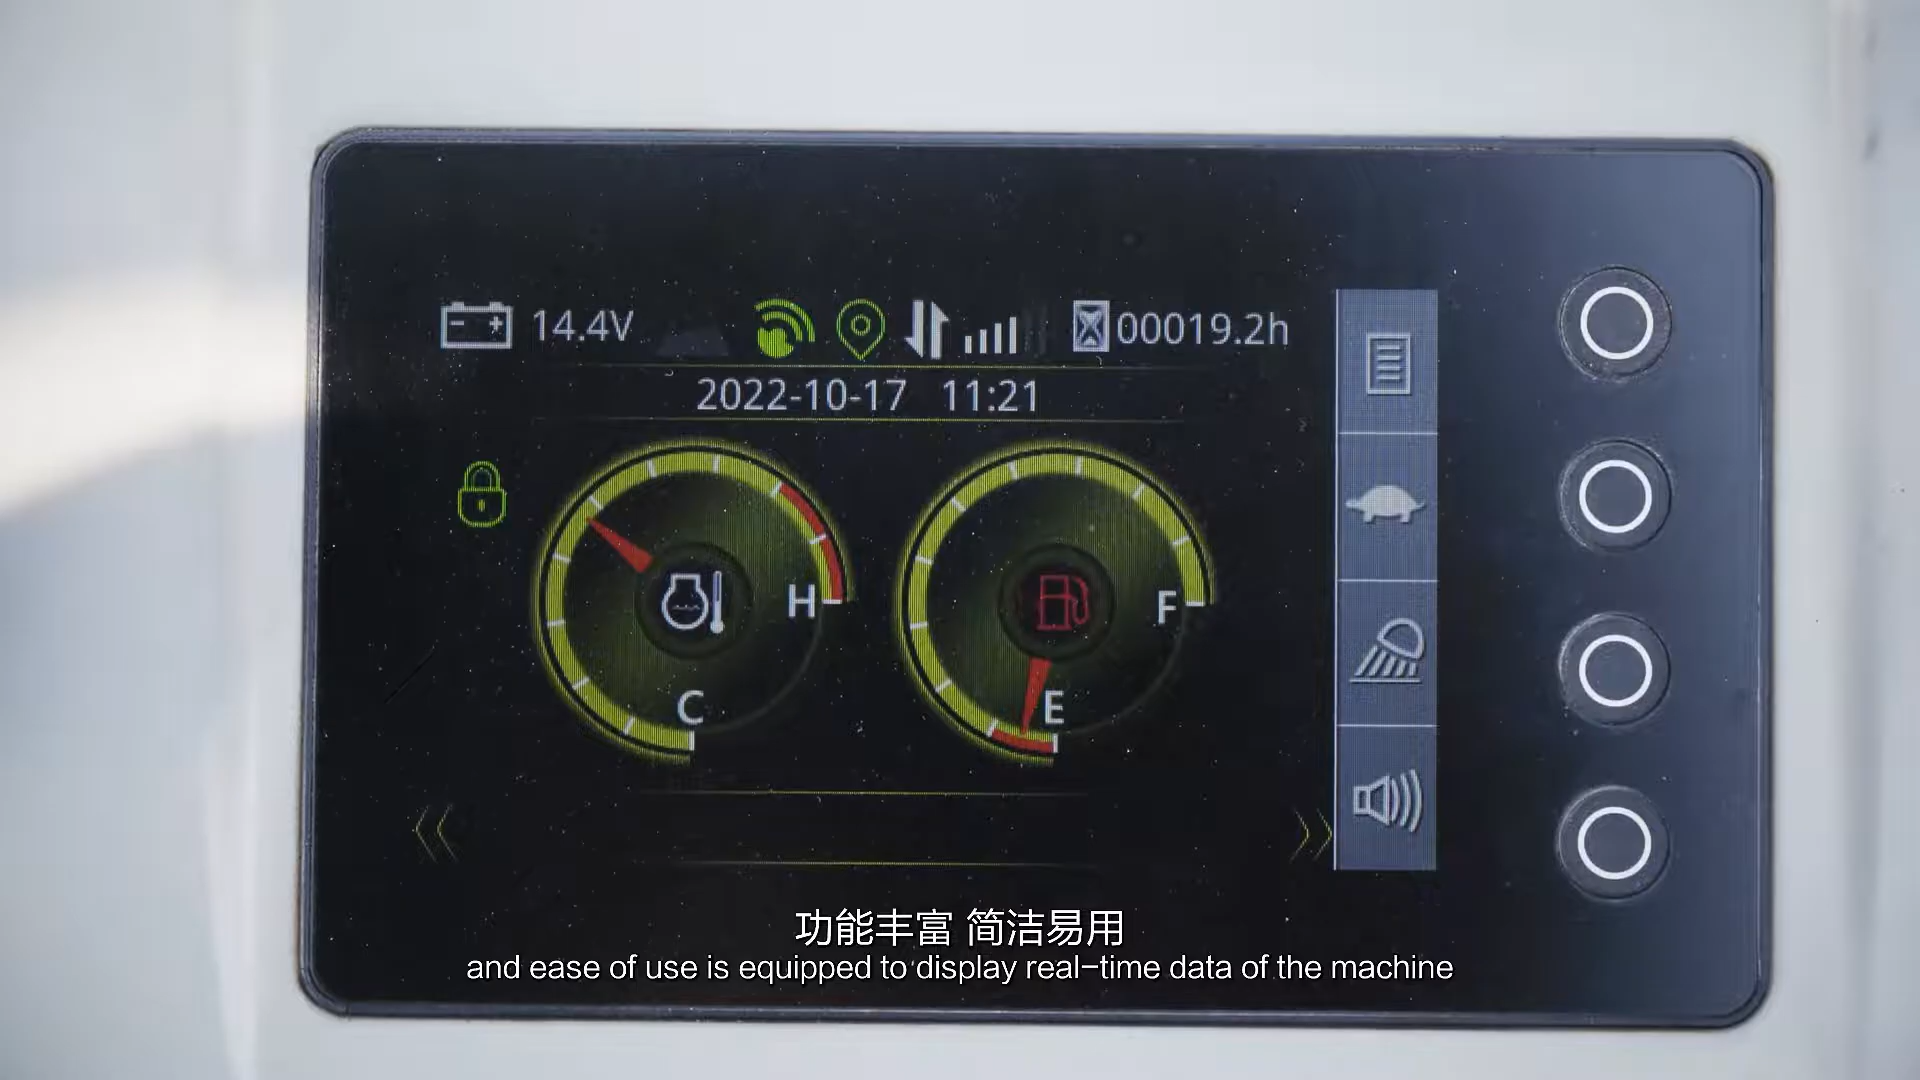 14.4V 00019.2h
2022-10-17 11:21
H
F
C
E
功能丰富 简洁易用
and ease of use is equipped to display real-time data of the machine